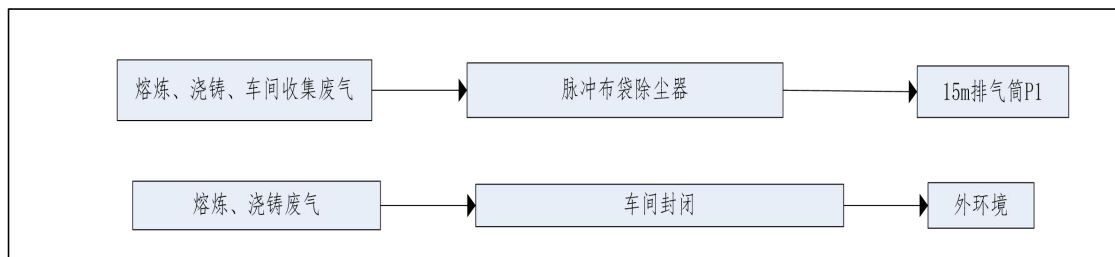 熔炼、浇铸、车间收集废气
脉冲布袋除尘器
15m排气筒P1
熔炼、浇铸废气
车间封闭
外环境